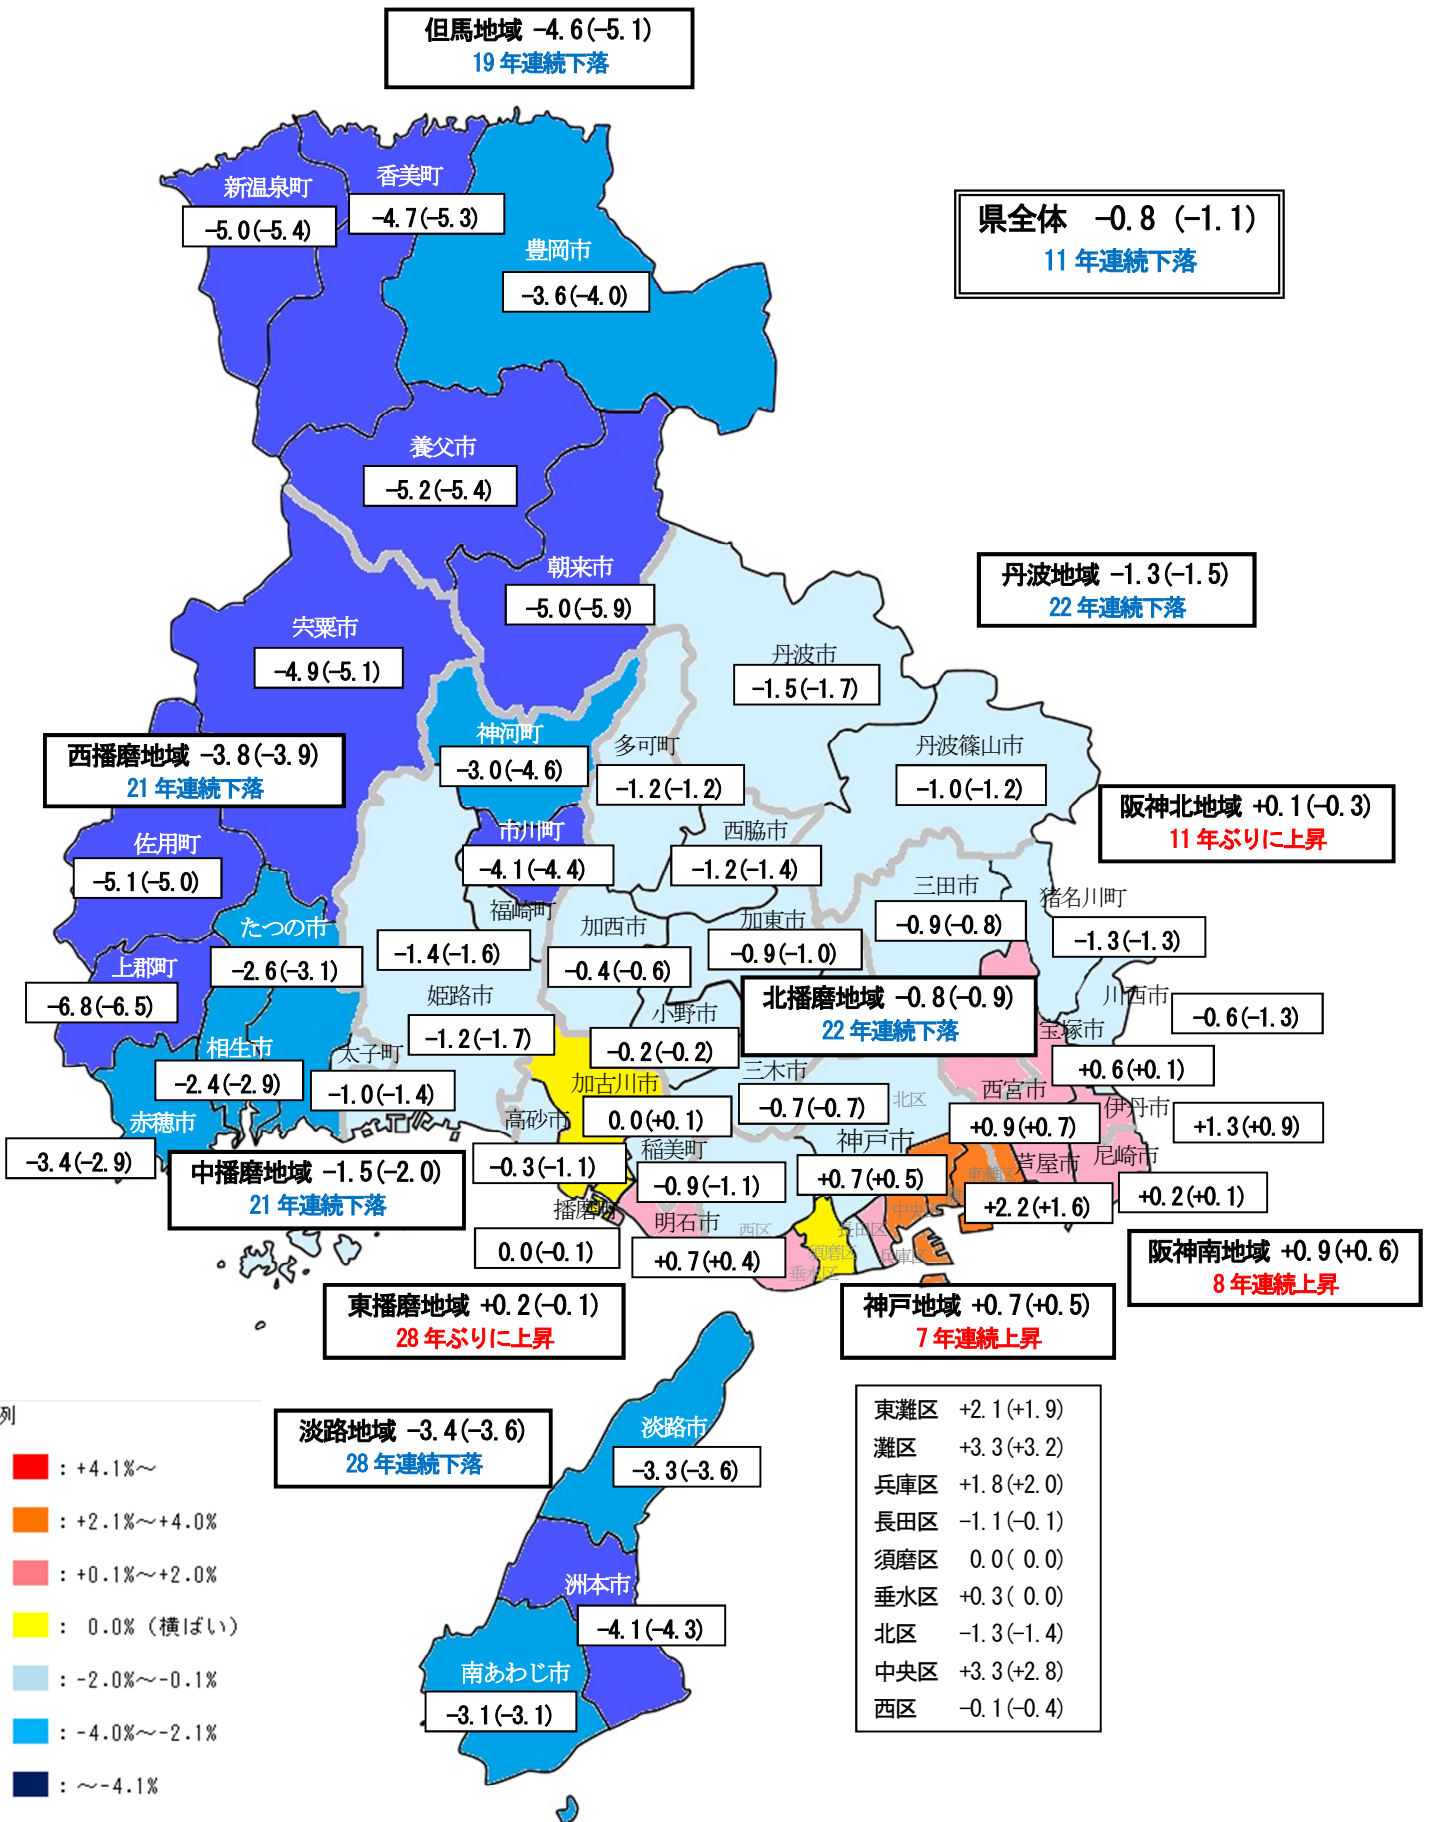 但馬地域 -4.6(-5.1)
19年連続下落
新温泉町
-5.0(-5.4)
香美町
-4.7(-5.3)
豊岡市
-3.6(-4.0)
県全体 -0.8 (-1.1)
11年連続下落
養父市
-5.2(-5.4)
朝来市
-5.0(-5.9)
丹波地域 -1.3(-1.5)
22年連続下落
宍粟市
-4.9(-5.1)
丹波市
-1.5(-1.7)
西播磨地域 -3.8(-3.9)
21年連続下落
神河町
-3.0(-4.6)
多可町
-1.2(-1.2)
丹波篠山市
-1.0(-1.2)
阪神北地域 +0.1(-0.3)
11年ぶりに上昇
佐用町
-5.1(-5.0)
市川町
-4.1(-4.4)
西脇市
-1.2(-1.4)
三田市
-0.9(-0.8)
猪名川町
-1.3(-1.3)
たつの市
-2.6(-3.1)
福崎町
-1.4(-1.6)
加西市
-0.4(-0.6)
加東市
-0.9(-1.0)
上郡町
-6.8(-6.5)
姫路市
-1.2(-1.7)
小野市
-0.2(-0.2)
北播磨地域 -0.8(-0.9)
22年連続下落
川西市
-0.6(-1.3)
宝塚市
+0.6(+0.1)
相生市
-2.4(-2.9)
太子町
-1.0(-1.4)
加古川市
0.0(+0.1)
三木市
-0.7(-0.7)
北区
西宮市
+0.9(+0.7)
伊丹市
+1.3(+0.9)
赤穂市
-3.4(-2.9)
高砂市
-0.3(-1.1)
稲美町
-0.9(-1.1)
神戸市
+0.7(+0.5)
東灘区
芦屋市
+2.2(+1.6)
尼崎市
+0.2(+0.1)
中播磨地域 -1.5(-2.0)
21年連続下落
播磨町
0.0(-0.1)
明石市
+0.7(+0.4)
西区
垂水区
須磨区
長田区
兵庫区
中央区
阪神南地域 +0.9(+0.6)
8年連続上昇
東播磨地域 +0.2(-0.1)
28年ぶりに上昇
神戸地域 +0.7(+0.5)
7年連続上昇
淡路地域 -3.4(-3.6)
28年連続下落
淡路市
-3.3(-3.6)
洲本市
-4.1(-4.3)
南あわじ市
-3.1(-3.1)
東灘区 +2.1(+1.9)
灘区 +3.3(+3.2)
兵庫区 +1.8(+2.0)
長田区 -1.1(-0.1)
須磨区 0.0( 0.0)
垂水区 +0.3( 0.0)
北区 -1.3(-1.4)
中央区 +3.3(+2.8)
西区 -0.1(-0.4)
列
: +4.1%～
: +2.1%～+4.0%
: +0.1%～+2.0%
: 0.0% (横ばい)
: -2.0%～-0.1%
: -4.0%～-2.1%
: ～-4.1%